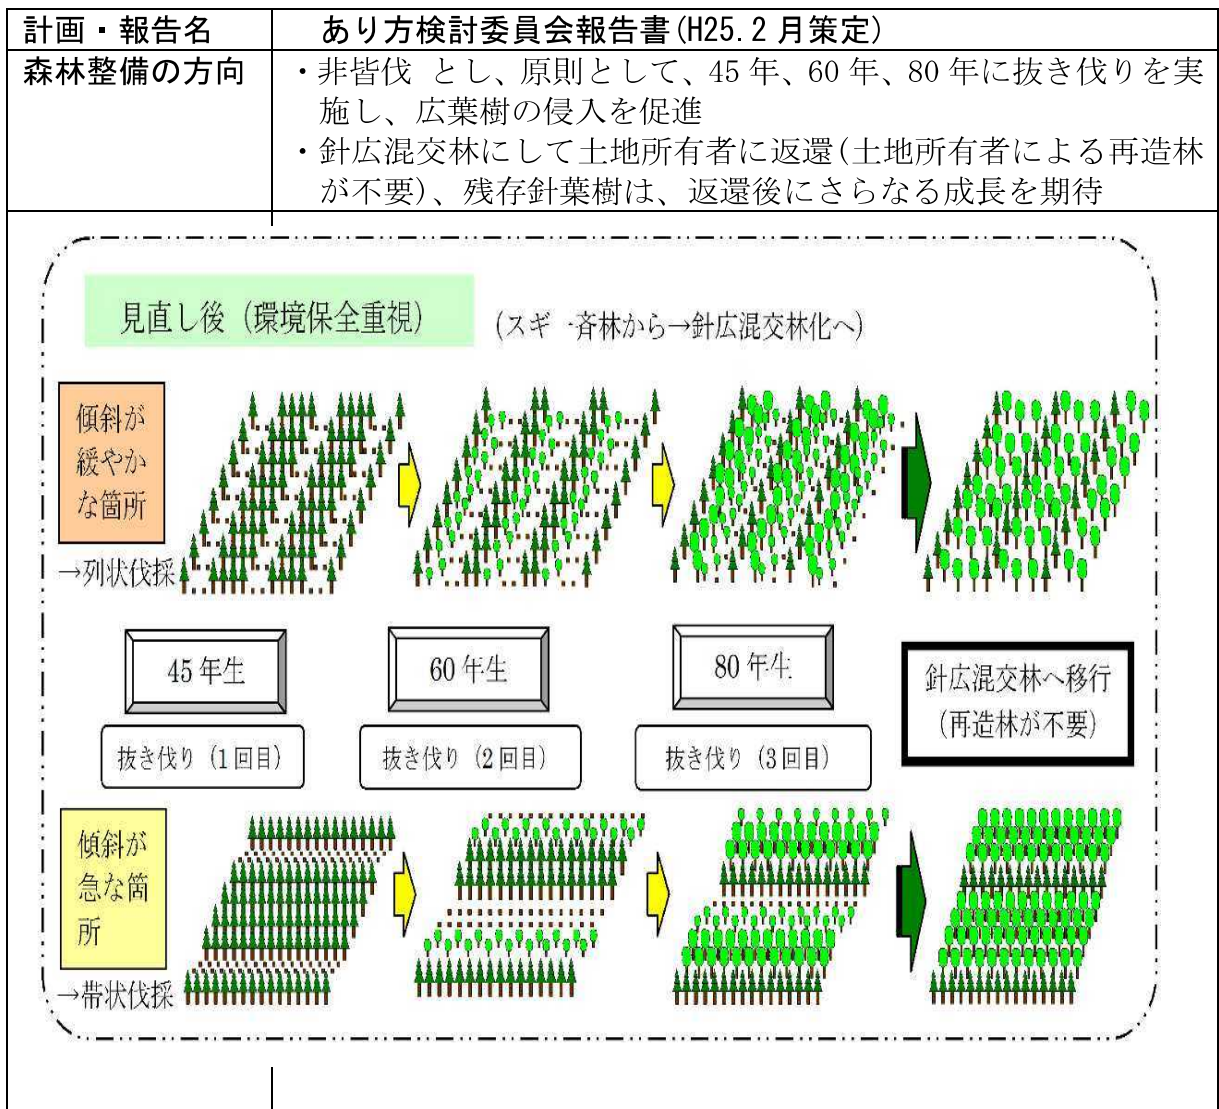 計画・報告名
あり方検討委員会報告書(H25.2月策定)
森林整備の方向
・非皆伐 とし、原則として、45年、60年、80年に抜き伐りを実
施し、広葉樹の侵入を促進
・針広混交林にして土地所有者に返還(土地所有者による再造林
が不要)、残存針葉樹は、返還後にさらなる成長を期待
見直し後(環境保全重視)
(スギ一斉林から→針広混交林化へ)
傾斜が
緩やか
な箇所
→列状伐採
45年生
60年生
80年生
針広混交林へ移行
(再造林が不要)
抜き伐り(1回目)
抜き伐り(2回目)
抜き伐り(3回目)
傾斜が
急な箇
所
→帯状伐採